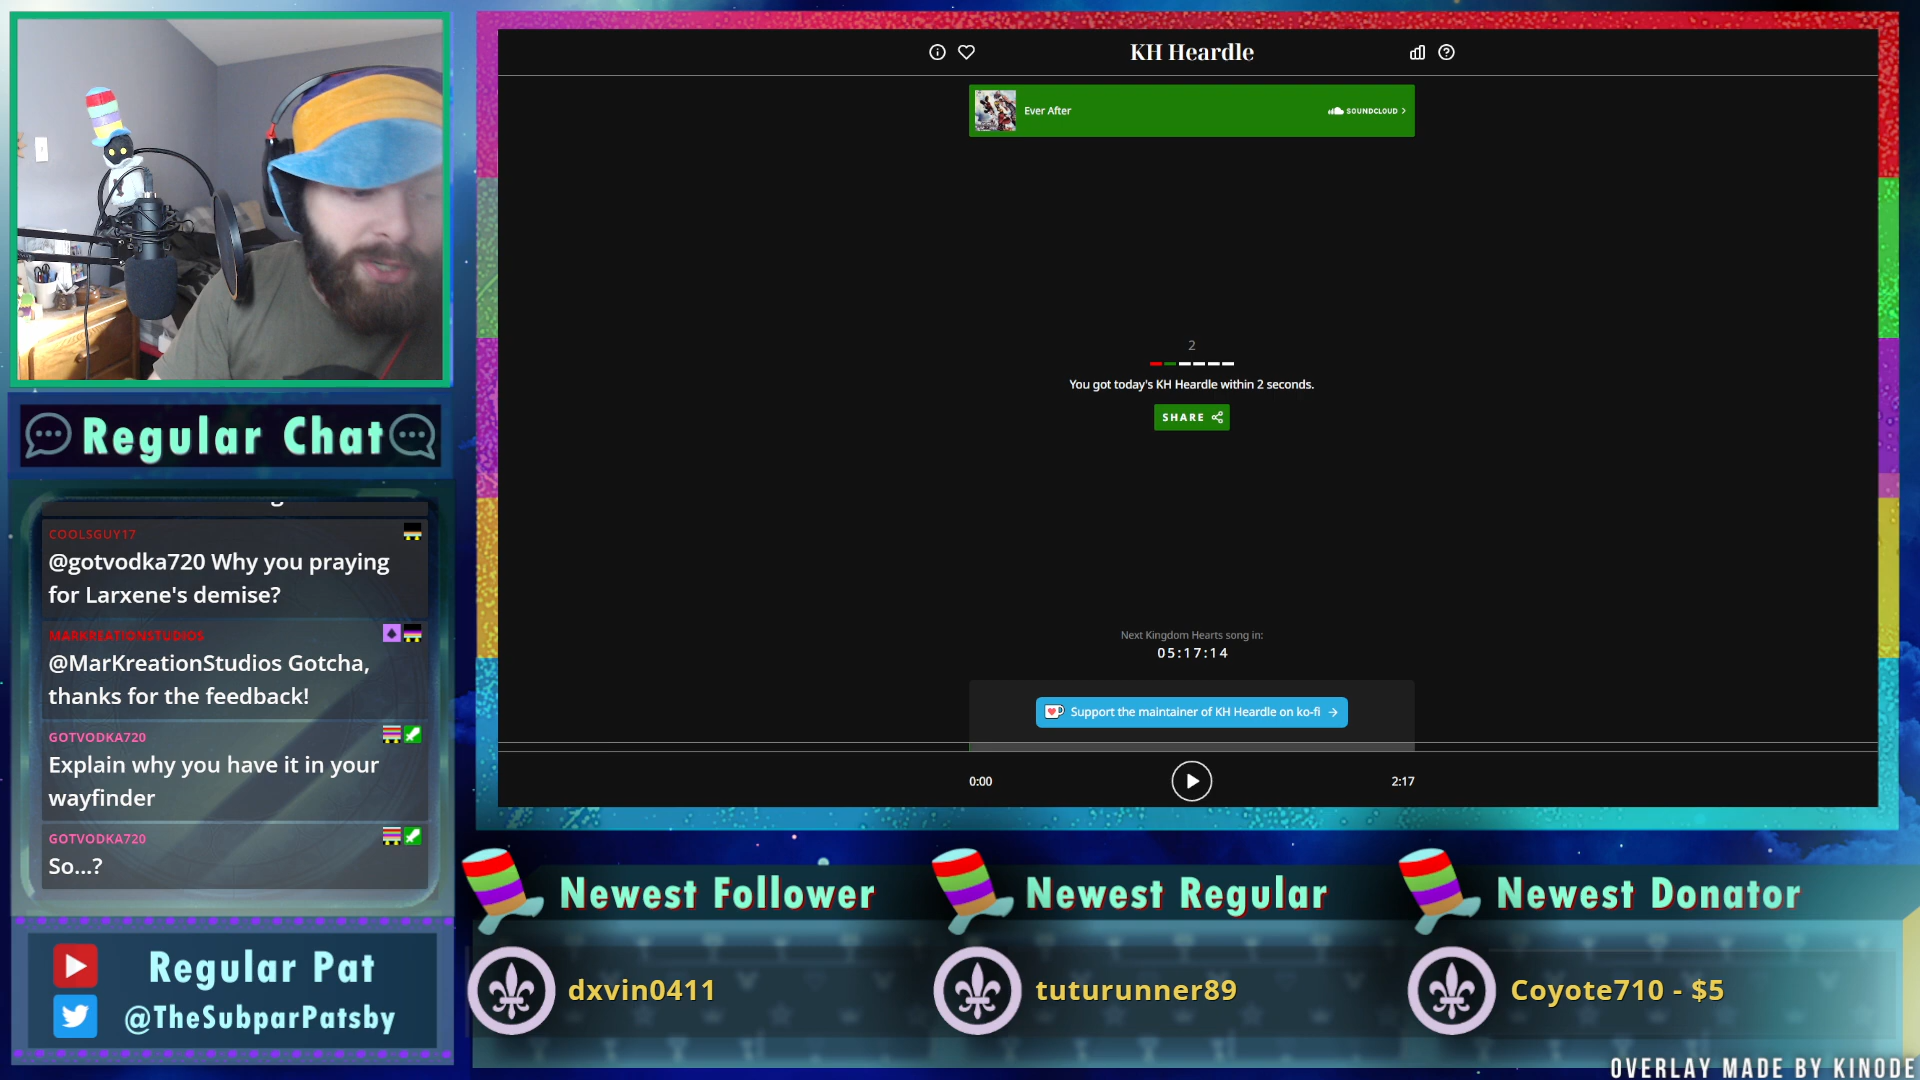 KH Heardle
Ever After
SOUNDCLOUD
2
You got today's KH Heardle within 2 seconds.
SHARE
Next Kingdom Hearts song in:
05:17:14
Support the maintainer of KH Heardle on ko-fi
0:00
2:17
Regular Chat
COOLSGUY17
@gotvodka720 Why you praying
for Larxene's demise?
MARKREATIONSTUDIOS
@MarKreationStudios Gotcha,
thanks for the feedback!
GOTVODKA720
Explain why you have it in your
wayfinder
GOTVODKA720
So...?
Regular Pat
@TheSubparPatsby
Newest Follower
dxvin0411
Newest Regular
tuturunner89
Newest Donator
Coyote710 - $5
OVERLAY MADE BY KINODE